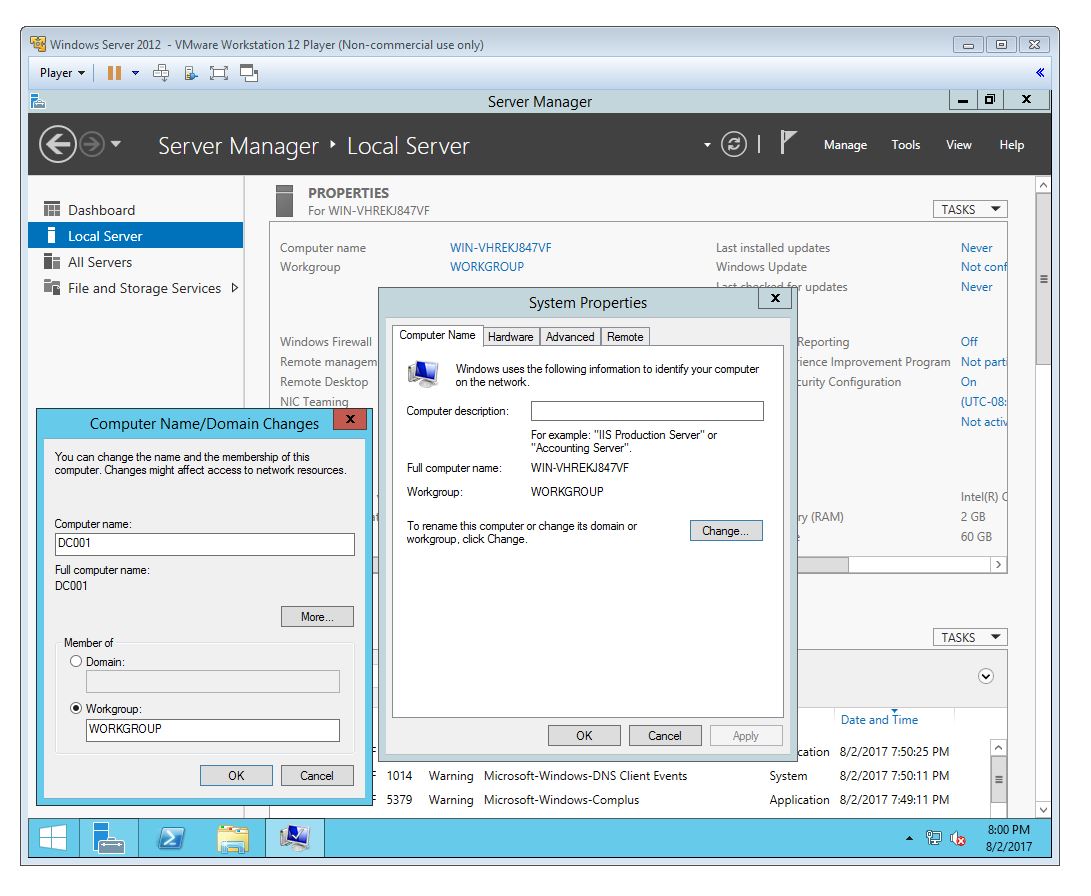 Windows Server 2012 - VMware Workstation 12 Player (Non-commercial use only)
Player
Server Manager
Server Manager Local Server
Manage Tools View Help
Dashboard
Local Server
All Servers
File and Storage Services
PROPERTIES
For WIN-VHREKJ847VF
TASKS
Computer name WIN-VHREKJ847VF Last installed updates Never
Workgroup WORKGROUP Windows Update Not conf
Last checked for updates Never
Windows Firewall Reporting Off
Remote managem rience Improvement Program Not parti
Remote Desktop curity Configuration On
NIC Teaming (UTC-08:
Not activ
Intel(R) C
ry (RAM) 2 GB
60 GB
System Properties
Computer Name Hardware Advanced Remote
Windows uses the following information to identify your computer
on the network.
Computer description:
For example: "IIS Production Server" or
"Accounting Server".
Full computer name: WIN-VHREKJ847VF
Workgroup: WORKGROUP
To rename this computer or change its domain or
workgroup, click Change.
Change...
OK Cancel Apply
Computer Name/Domain Changes
You can change the name and the membership of this
computer. Changes might affect access to network resources.
Computer name:
DC001
Full computer name:
DC001
More...
Member of
Domain:
Workgroup:
WORKGROUP
OK Cancel
TASKS
Date and Time
cation 8/2/2017 7:50:25 PM
1014 Warning Microsoft-Windows-DNS Client Events System 8/2/2017 7:50:11 PM
5379 Warning Microsoft-Windows-Complus Application 8/2/2017 7:49:11 PM
8:00 PM
8/2/2017